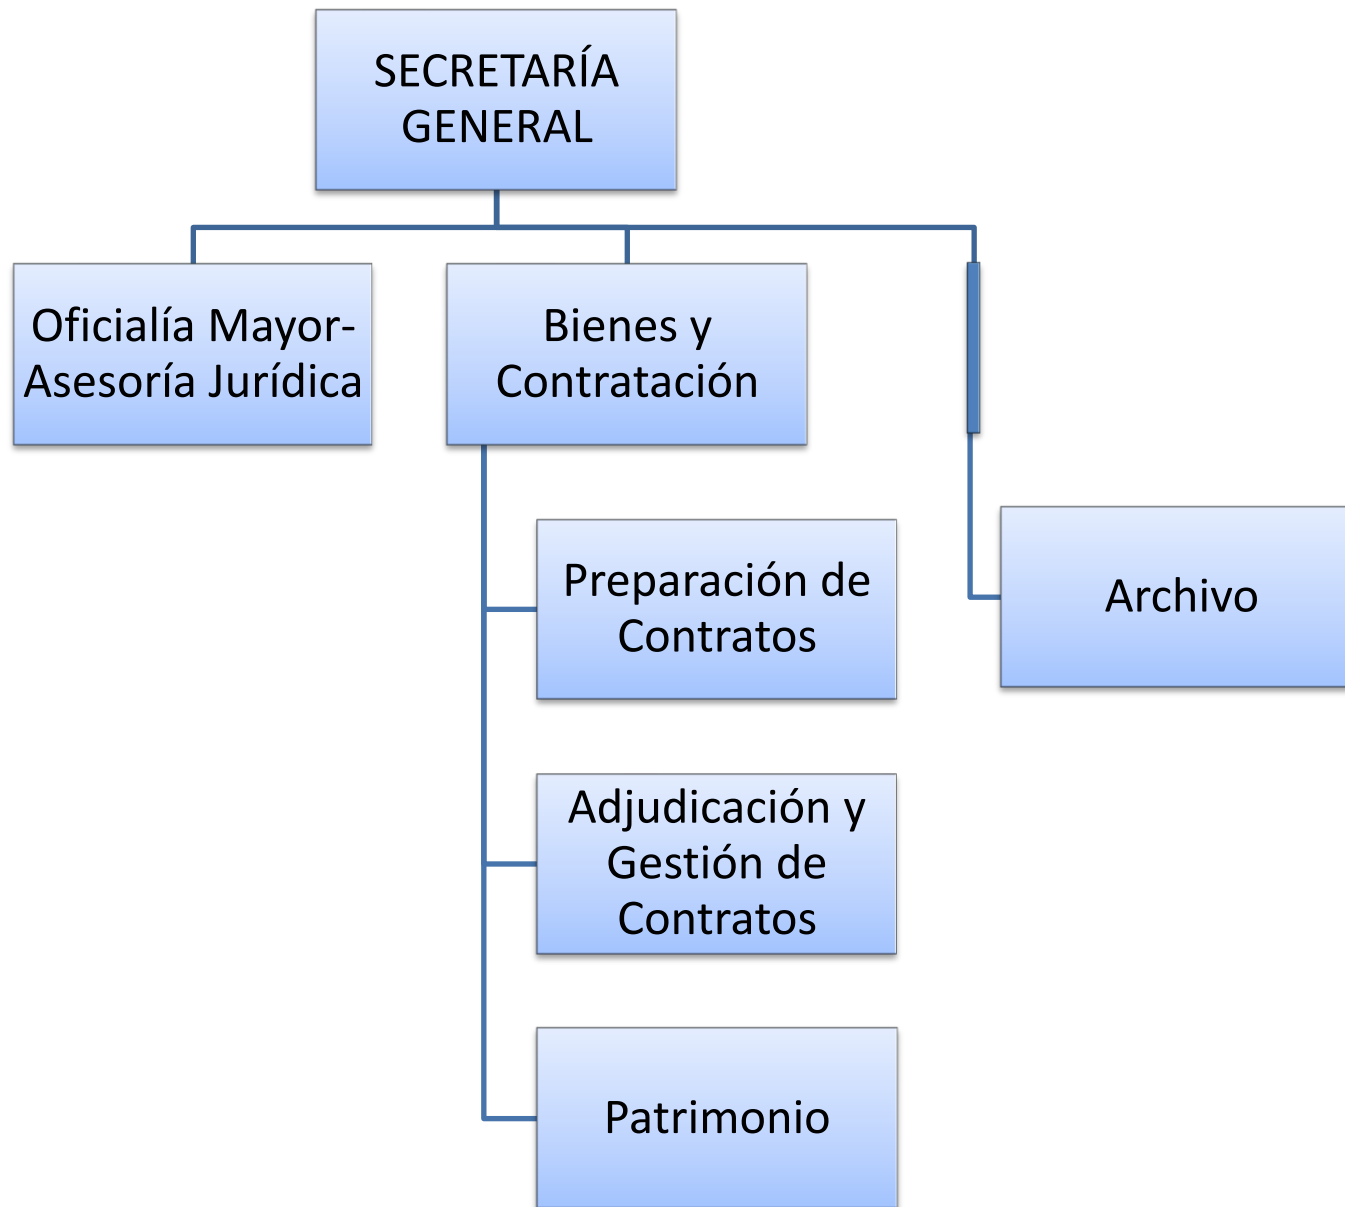 SECRETARÍA
GENERAL
Oficialía Mayor-
Asesoría Jurídica
Bienes y
Contratación
Preparación de
Contratos
Archivo
Adjudicación y
Gestión de
Contratos
Patrimonio